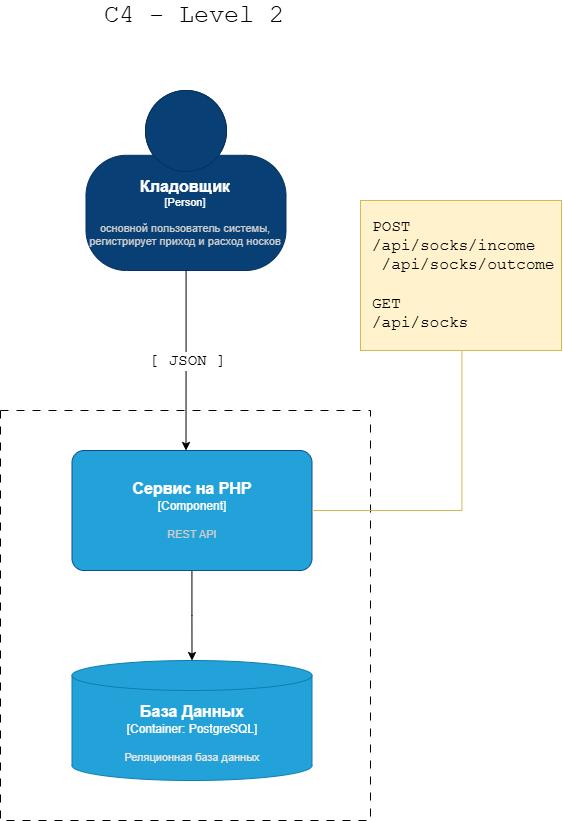 C4 - Level 2
Кладовщик
[Person]
основной пользователь системы,
регистрирует приход и расход носков
POST
/api/socks/income
/api/socks/outcome
GET
/api/socks
[ JSON ]
Сервис на PHP
[Component]
REST API
База Данных
[Container: PostgreSQL]
Реляционная база данных